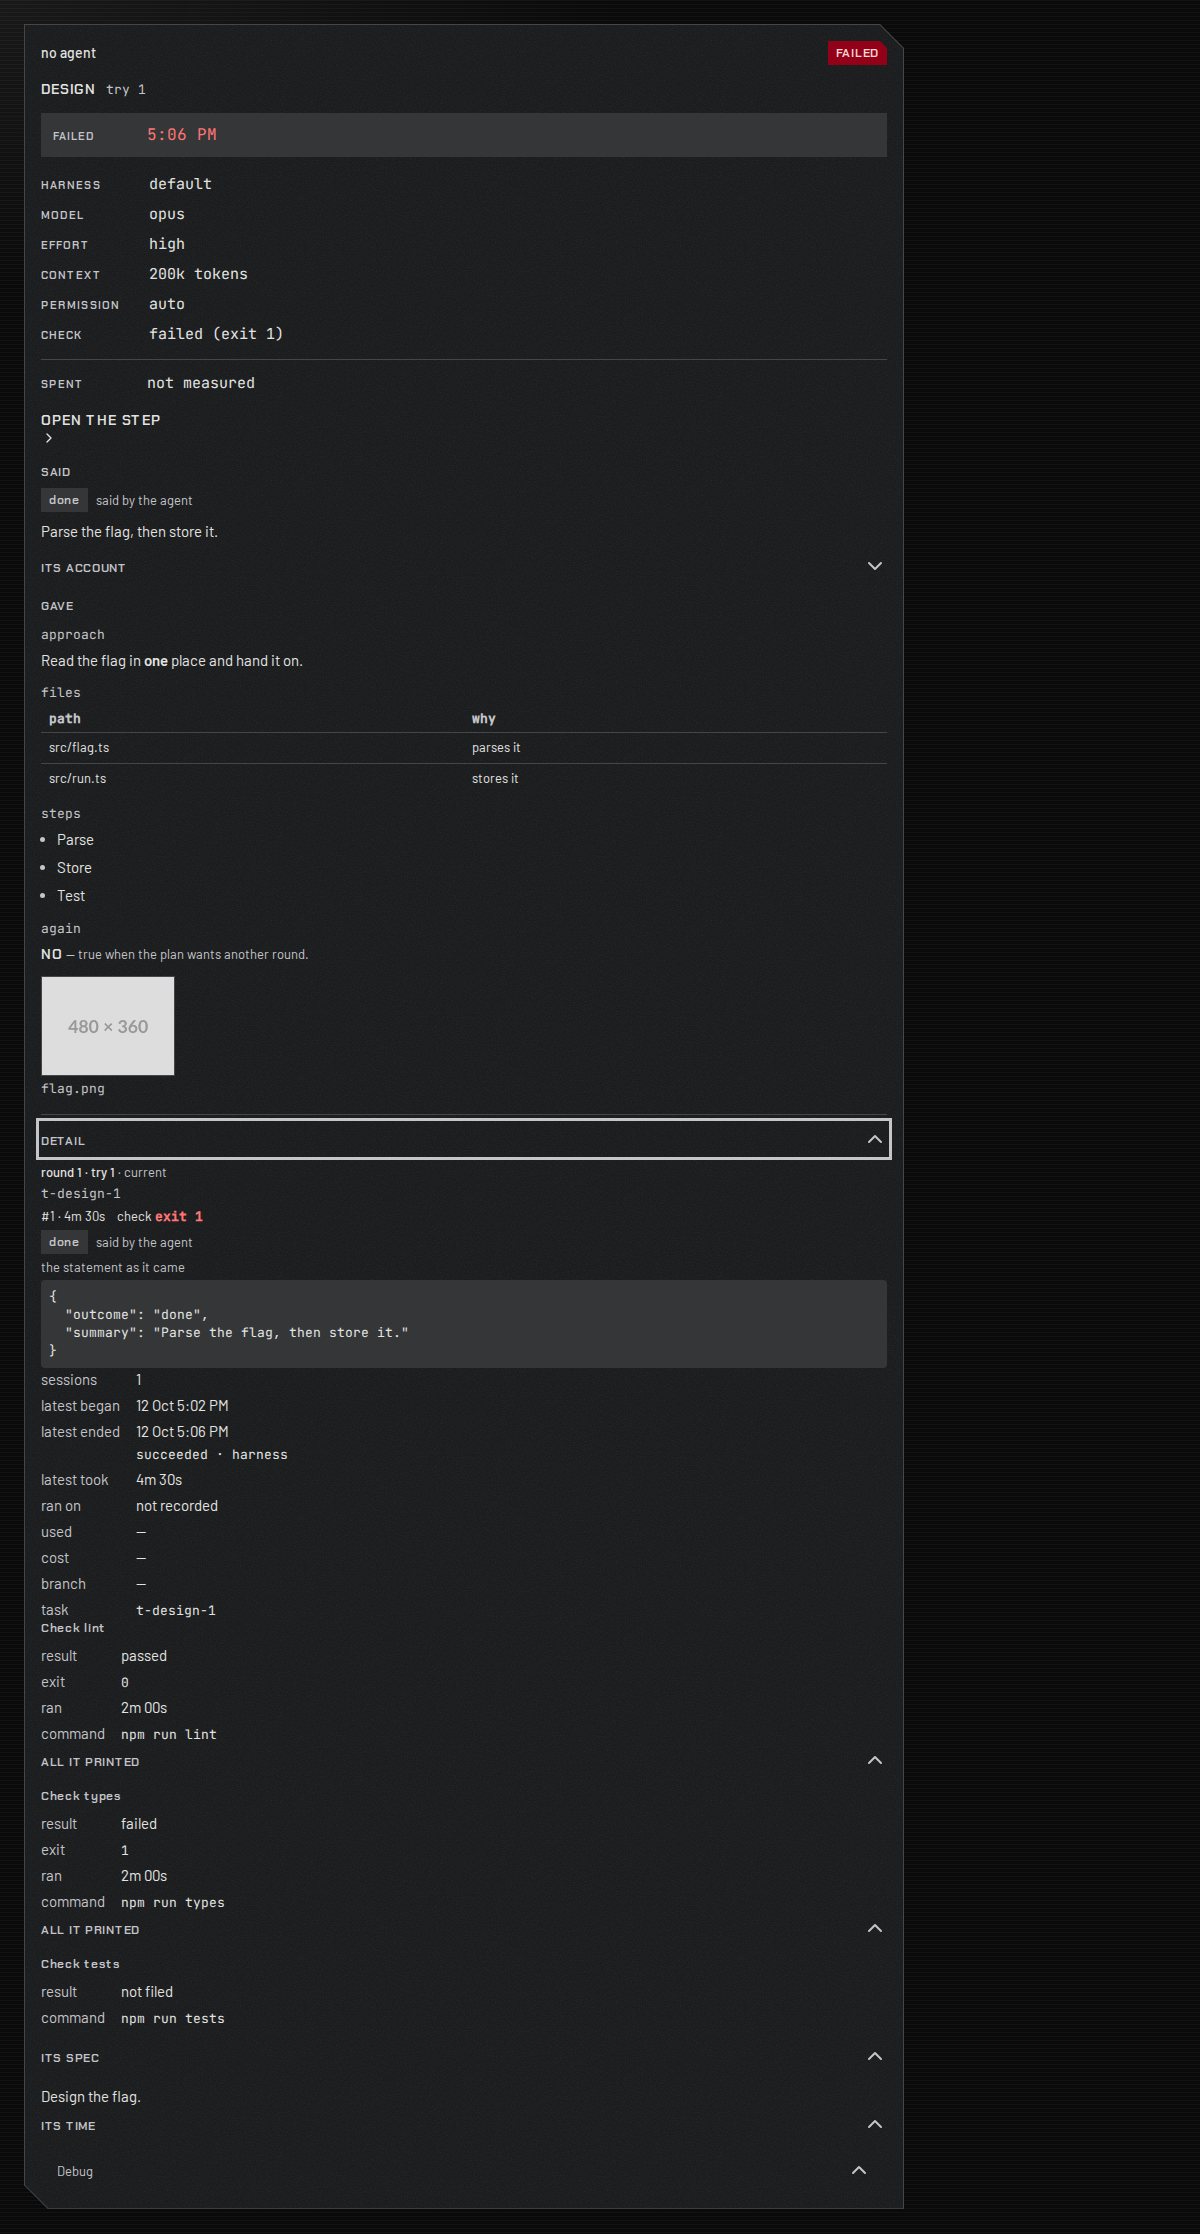 no agent
FAILED
DESIGN try 1
FAILED 5:06 PM
HARNESS default
MODEL opus
EFFORT high
CONTEXT 200k tokens
PERMISSION auto
CHECK failed (exit 1)
SPENT not measured
OPEN THE STEP
SAID
done said by the agent
Parse the flag, then store it.
ITS ACCOUNT
GAVE
approach
Read the flag in one place and hand it on.
files
path why
src/flag.ts parses it
src/run.ts stores it
steps
• Parse
• Store
• Test
again
NO — true when the plan wants another round.
480 × 360
flag.png
DETAIL
round 1 · try 1 · current
t-design-1
#1 · 4m 30s check exit 1
done said by the agent
the statement as it came
{
"outcome": "done",
"summary": "Parse the flag, then store it."
}
sessions 1
latest began 12 Oct 5:02 PM
latest ended 12 Oct 5:06 PM
succeeded · harness
latest took 4m 30s
ran on not recorded
used —
cost —
branch —
task t-design-1
Check lint
result passed
exit 0
ran 2m 00s
command npm run lint
ALL IT PRINTED
Check types
result failed
exit 1
ran 2m 00s
command npm run types
ALL IT PRINTED
Check tests
result not filed
command npm run tests
ITS SPEC
Design the flag.
ITS TIME
Debug